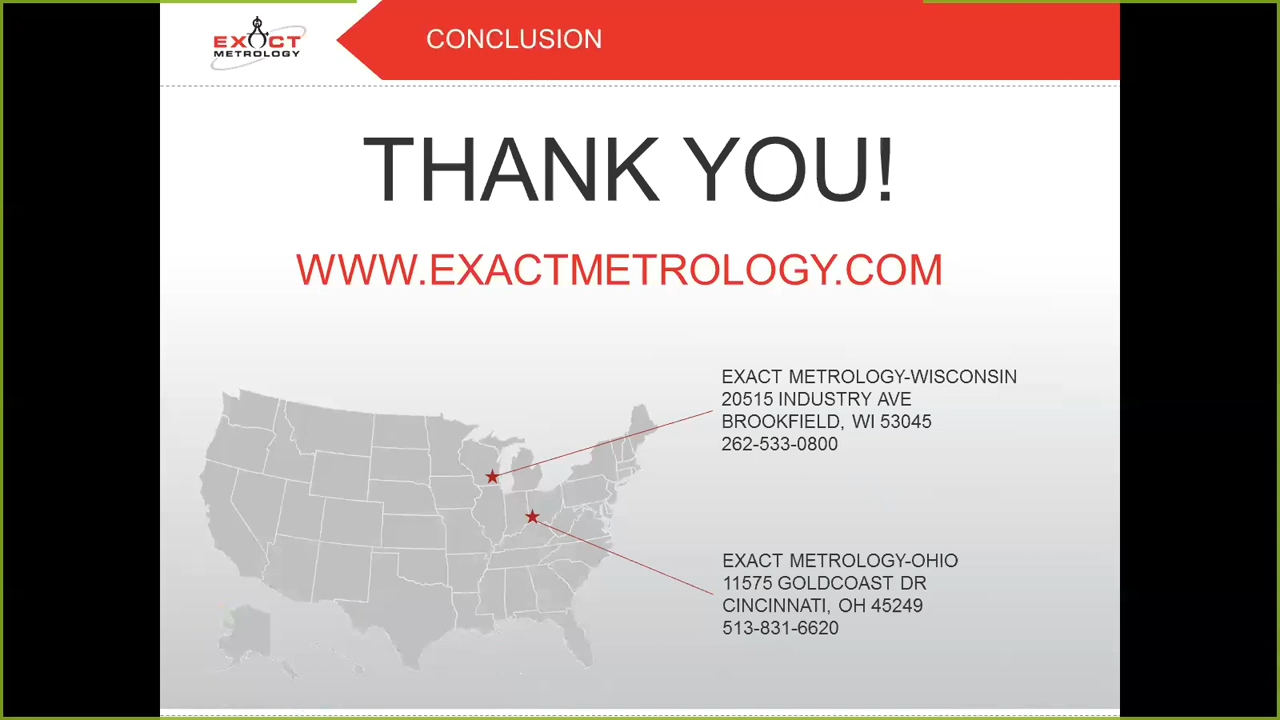 EXACT
METROLOGY
CONCLUSION
THANK YOU!
WWW.EXACTMETROLOGY.COM
EXACT METROLOGY-WISCONSIN
20515 INDUSTRY AVE
BROOKFIELD, WI 53045
262-533-0800
EXACT METROLOGY-OHIO
11575 GOLDCOAST DR
CINCINNATI, OH 45249
513-831-6620